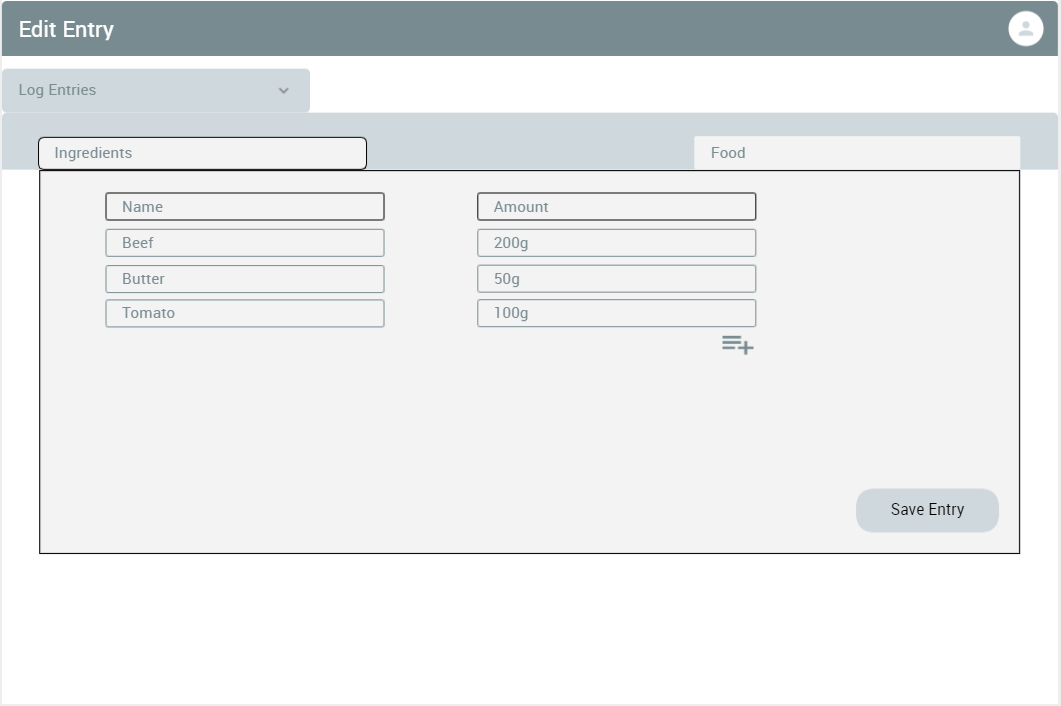 Edit Entry
Log Entries
Ingredients
Food
Name
Amount
Beef
200g
Butter
50g
Tomato
100g
Save Entry